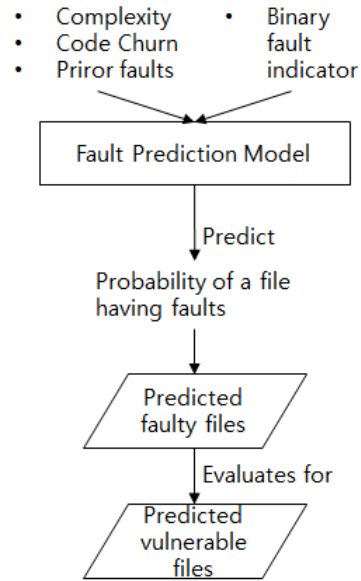 • Complexity
• Code Churn
• Priror faults
• Binary
fault
indicator
Fault Prediction Model
Predict
Probability of a file
having faults
Predicted
faulty files
Evaluates for
Predicted
vulnerable
files